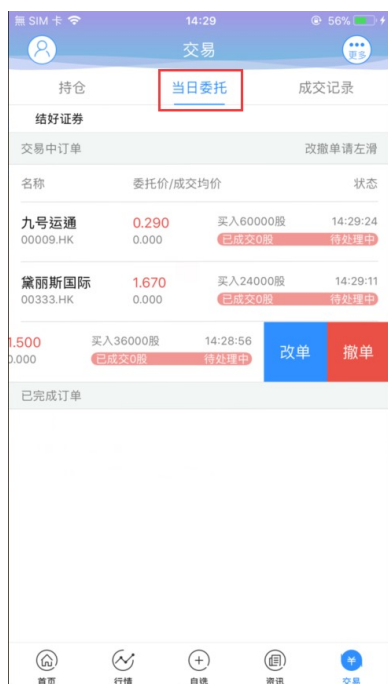 無 SIM 卡 14:29 56%
交易
更多
持仓 当日委托 成交记录
结好证券
交易中订单 改撤单请左滑
名称 委托价/成交均价 状态
九号运通 0.290 买入60000股 14:29:24
00009.HK 0.000 已成交0股 待处理中
黛丽斯国际 1.670 买入24000股 14:29:11
00333.HK 0.000 已成交0股 待处理中
1.500 买入36000股 14:28:56
0.000 已成交0股 待处理中
改单 撤单
已完成订单
首页 行情 自选 资讯 交易